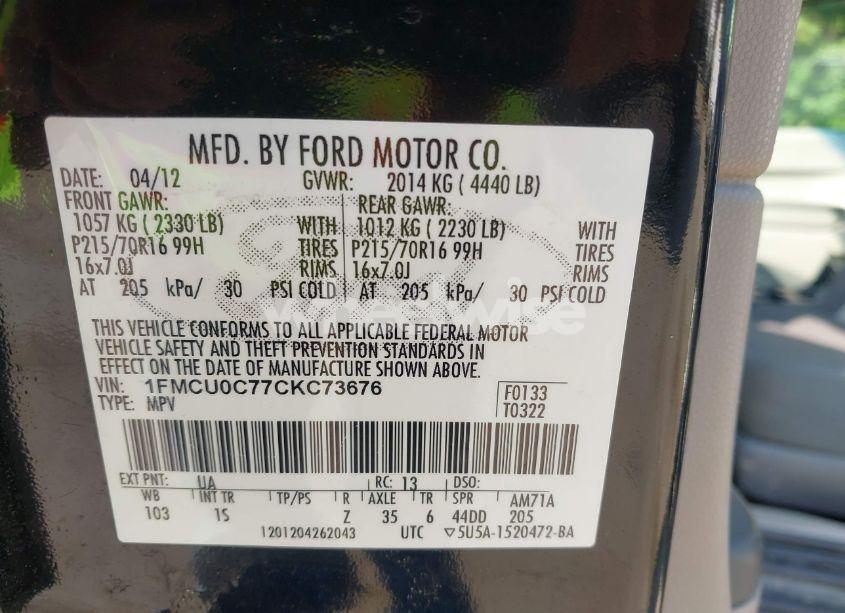 MFD. BY FORD MOTOR CO.
DATE: 04/12 GVWR: 2014 KG ( 4440 LB)
FRONT GAWR: REAR GAWR:
1057 KG ( 2330 LB) WITH 1012 KG ( 2230 LB) WITH
P215/70R16 99H TIRES P215/70R16 99H TIRES
16x7.0J RIMS 16x7.0J RIMS
AT 205 kPa/ 30 PSI COLD AT 205 kPa/ 30 PSI COLD
THIS VEHICLE CONFORMS TO ALL APPLICABLE FEDERAL MOTOR
VEHICLE SAFETY AND THEFT PREVENTION STANDARDS IN
EFFECT ON THE DATE OF MANUFACTURE SHOWN ABOVE.
VIN: 1FMCU0C77CKC73676 F0133
TYPE: MPV T0322
EXT PNT: UA RC: 13 DSO:
WB INT TR TP/PS R AXLE TR SPR AM71A
103 1S Z 35 6 44DD 205
1201204262043 UTC ▽5U5A-1520472-BA